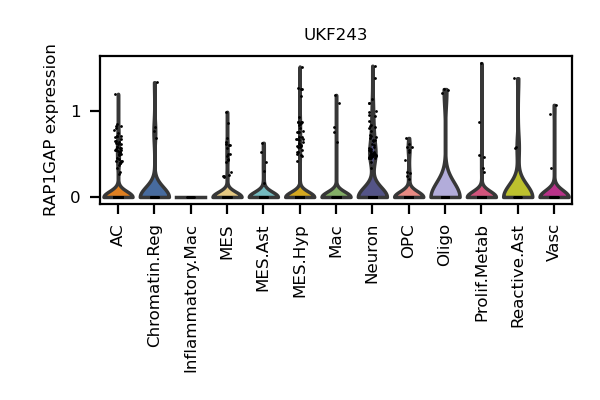 UKF243
RAP1GAP expression
1
0
AC
Chromatin.Reg
Inflammatory.Mac
MES
MES.Ast
MES.Hyp
Mac
Neuron
OPC
Oligo
Prolif.Metab
Reactive.Ast
Vasc